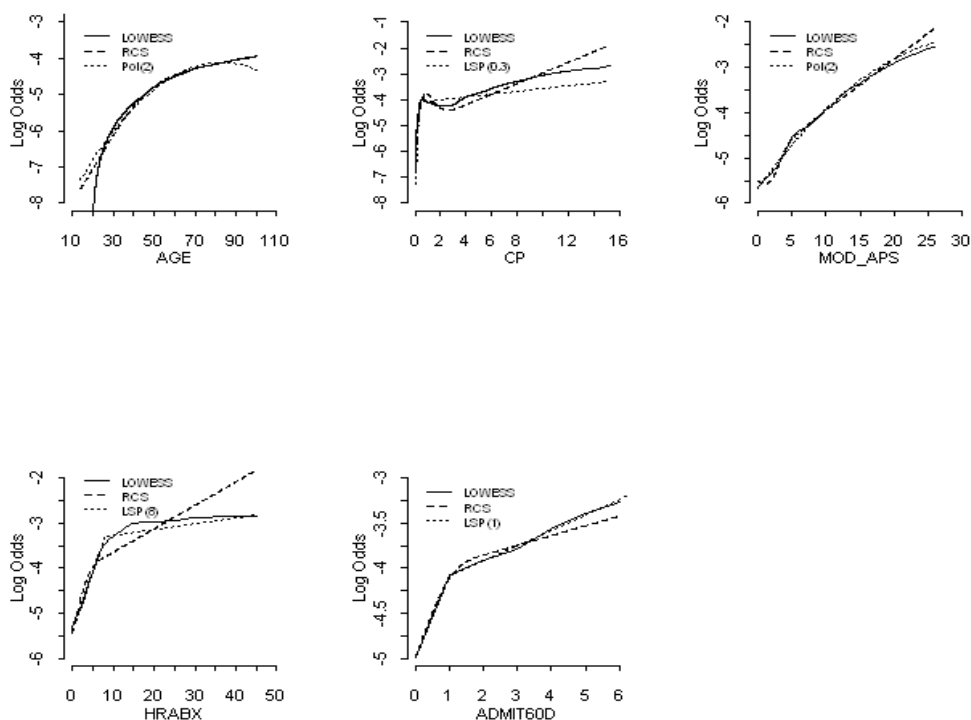 -3
-4
-5
-6
-7
-8
Log Odds
LOWESS
RCS
Pol(2)
10 30 50 70 90 110
AGE
-1
-2
-3
-4
-5
-6
-7
-8
Log Odds
LOWESS
RCS
LSP(0.3)
0 2 4 6 8 12 16
CP
-2
-3
-4
-5
-6
Log Odds
LOWESS
RCS
Pol(2)
0 5 10 15 20 25 30
MOD_APS
-2
-3
-4
-5
-6
Log Odds
LOWESS
RCS
LSP(8)
0 10 20 30 40 50
HRABX
-3
-3.5
-4
-4.5
-5
Log Odds
LOWESS
RCS
LSP(1)
0 1 2 3 4 5 6
ADMIT60D